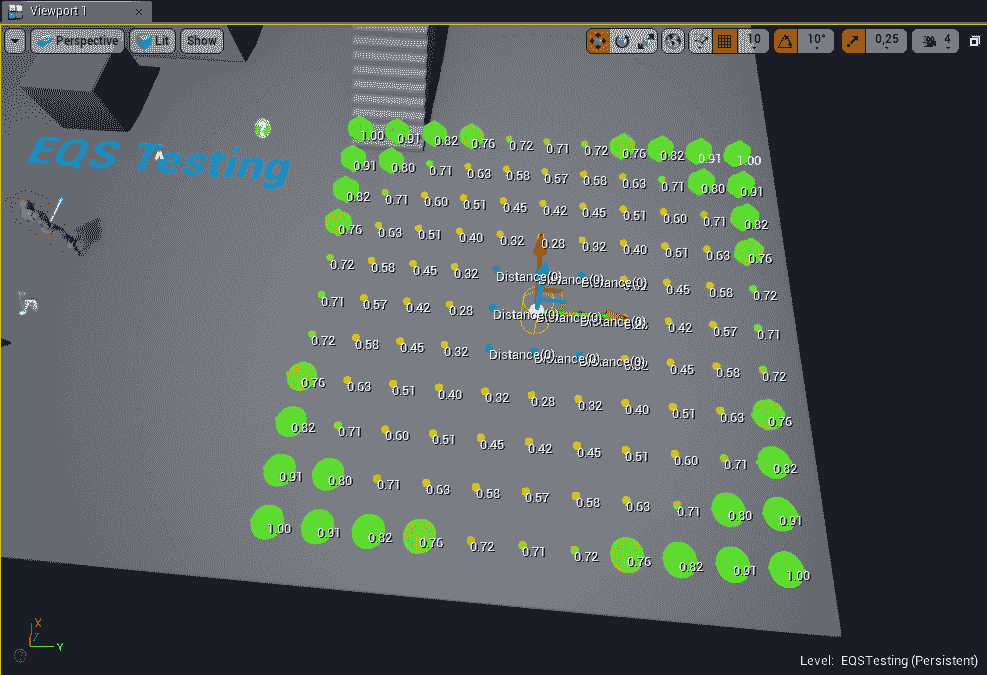 Viewport 1
Perspective Lit Show 10 10° 0,25 4
EQS Testing
1.00 0.91 0.82 0.76 0.72 0.71 0.72 0.76 0.82 0.91 1.00
0.91 0.80 0.71 0.63 0.58 0.57 0.58 0.63 0.71 0.80 0.91
0.82 0.71 0.60 0.51 0.45 0.42 0.45 0.51 0.60 0.71 0.82
0.76 0.63 0.51 0.40 0.32 0.28 0.32 0.40 0.51 0.63 0.76
0.72 0.58 0.45 0.32 Distance(0) Distance(0) Distance(0) 0.45 0.58 0.72
0.71 0.57 0.42 0.28 Distance(0) Distance(0) Distance(0) 0.42 0.57 0.71
0.72 0.58 0.45 0.32 Distance(0) Distance(0) Distance(0) 0.32 0.45 0.58 0.72
0.76 0.63 0.51 0.40 0.32 0.28 0.32 0.40 0.51 0.63 0.76
0.82 0.71 0.60 0.51 0.45 0.42 0.45 0.51 0.60 0.71 0.82
0.91 0.80 0.71 0.63 0.58 0.57 0.58 0.63 0.71 0.80 0.91
1.00 0.91 0.82 0.76 0.72 0.71 0.72 0.76 0.82 0.91 1.00
X
Z
Y
Level: EQSTesting (Persistent)